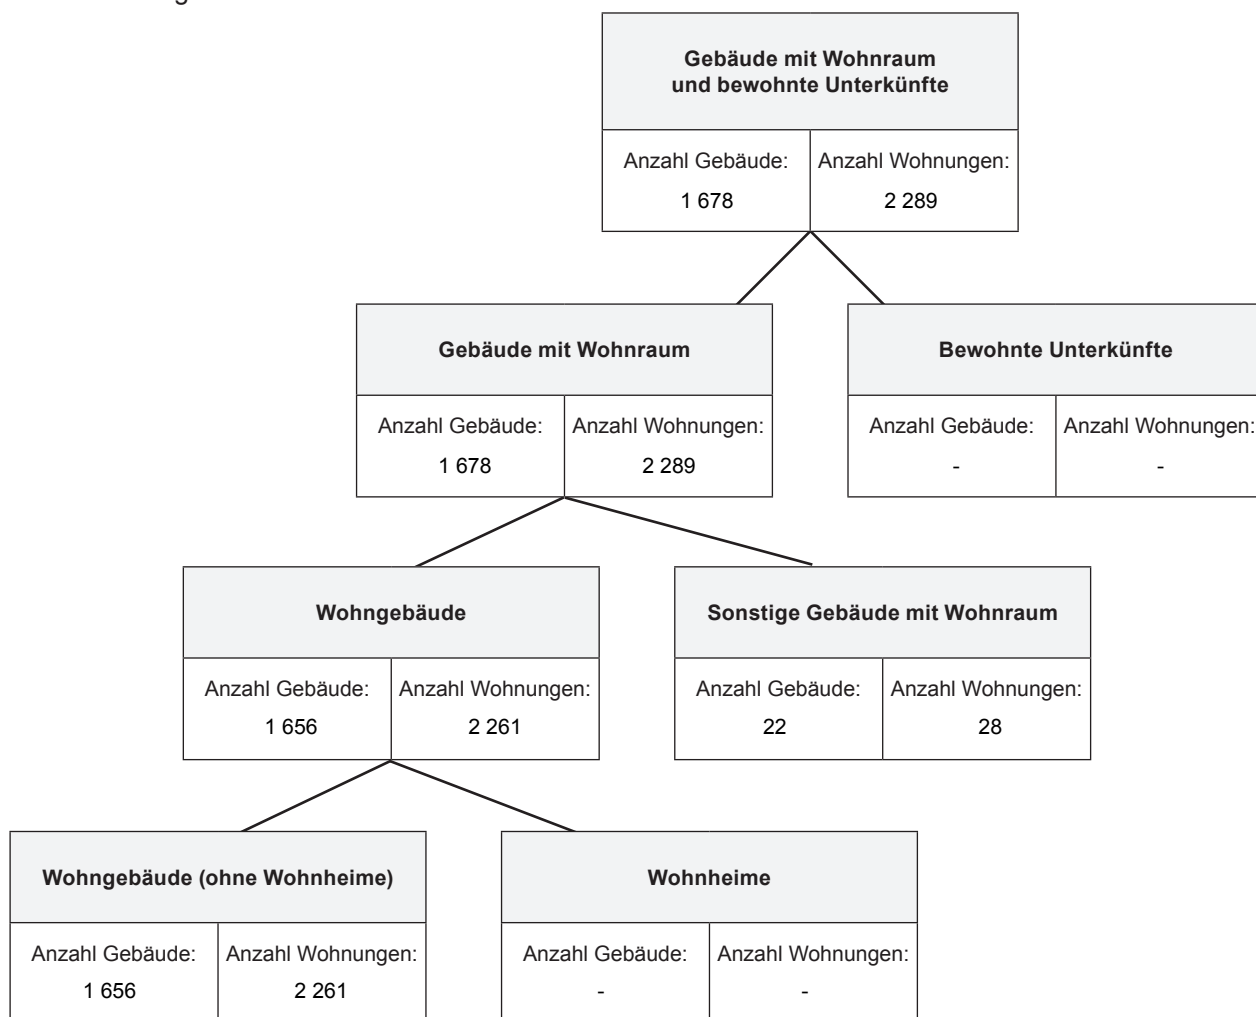 Gebäude mit Wohnraum
und bewohnte Unterkünfte
Anzahl Gebäude: Anzahl Wohnungen:
1 678 2 289
Gebäude mit Wohnraum Bewohnte Unterkünfte
Anzahl Gebäude: Anzahl Wohnungen: Anzahl Gebäude: Anzahl Wohnungen:
1 678 2 289 - -
Wohngebäude Sonstige Gebäude mit Wohnraum
Anzahl Gebäude: Anzahl Wohnungen: Anzahl Gebäude: Anzahl Wohnungen:
1 656 2 261 22 28
Wohngebäude (ohne Wohnheime) Wohnheime
Anzahl Gebäude: Anzahl Wohnungen: Anzahl Gebäude: Anzahl Wohnungen:
1 656 2 261 - -